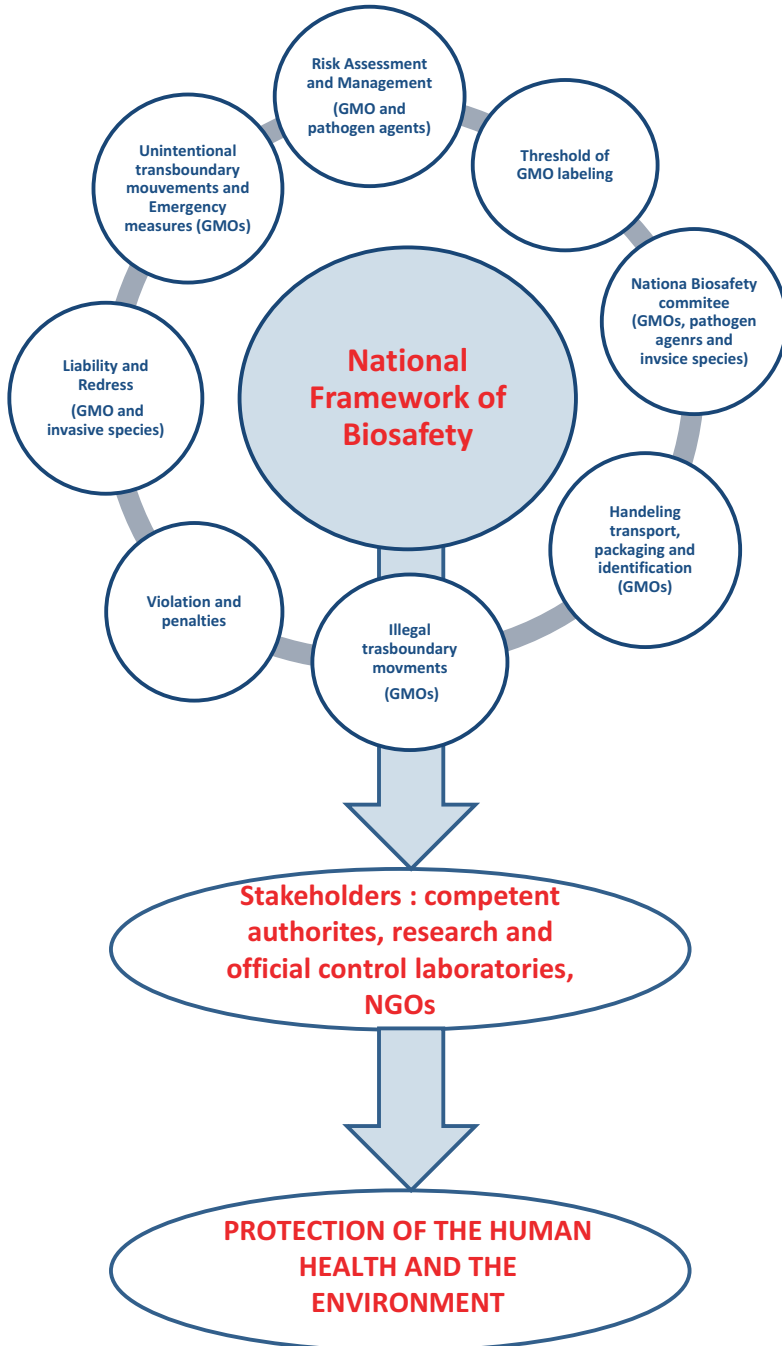 Risk Assessment
and Management
(GMO and
pathogen agents)
Threshold of
GMO labeling
Nationa Biosafety
commitee
(GMOs, pathogen
agenrs and
invsice species)
Handeling
transport,
packaging and
identification
(GMOs)
Illegal
trasboundary
movments
(GMOs)
Violation and
penalties
Liability and
Redress
(GMO and
invasive species)
Unintentional
transboundary
mouvements and
Emergency
measures (GMOs)
National
Framework of
Biosafety
Stakeholders : competent
authorites, research and
official control laboratories,
NGOs
PROTECTION OF THE HUMAN
HEALTH AND THE
ENVIRONMENT